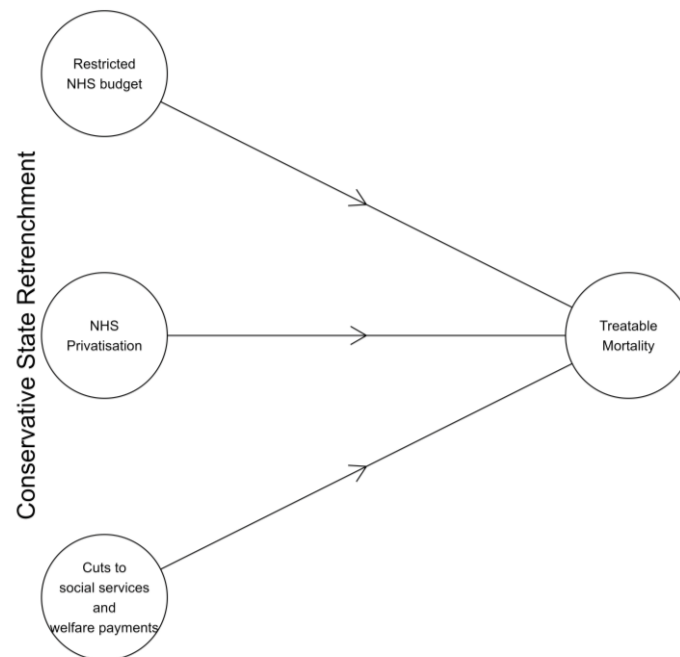 Conservative State Retrenchment
Restricted
NHS budget
NHS
Privatisation
Cuts to
social services
and
welfare payments
Treatable
Mortality